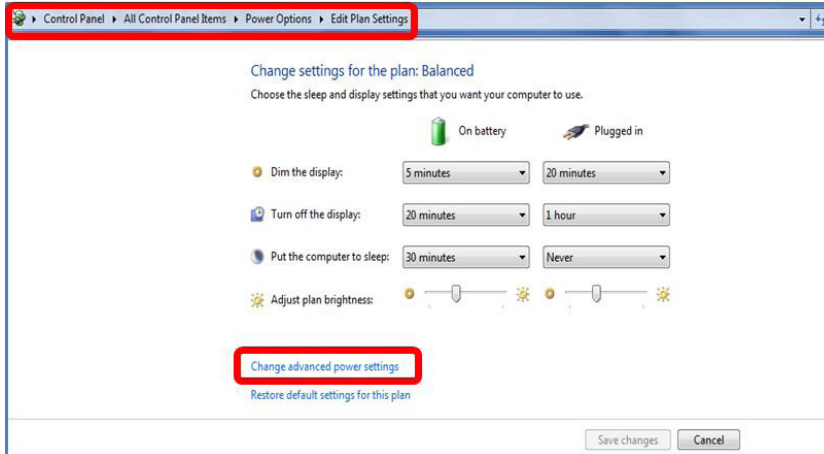 Control Panel ▸ All Control Panel Items ▸ Power Options ▸ Edit Plan Settings
Change settings for the plan: Balanced
Choose the sleep and display settings that you want your computer to use.
On battery Plugged in
Dim the display: 5 minutes 20 minutes
Turn off the display: 20 minutes 1 hour
Put the computer to sleep: 30 minutes Never
Adjust plan brightness:
Change advanced power settings
Restore default settings for this plan
Save changes Cancel